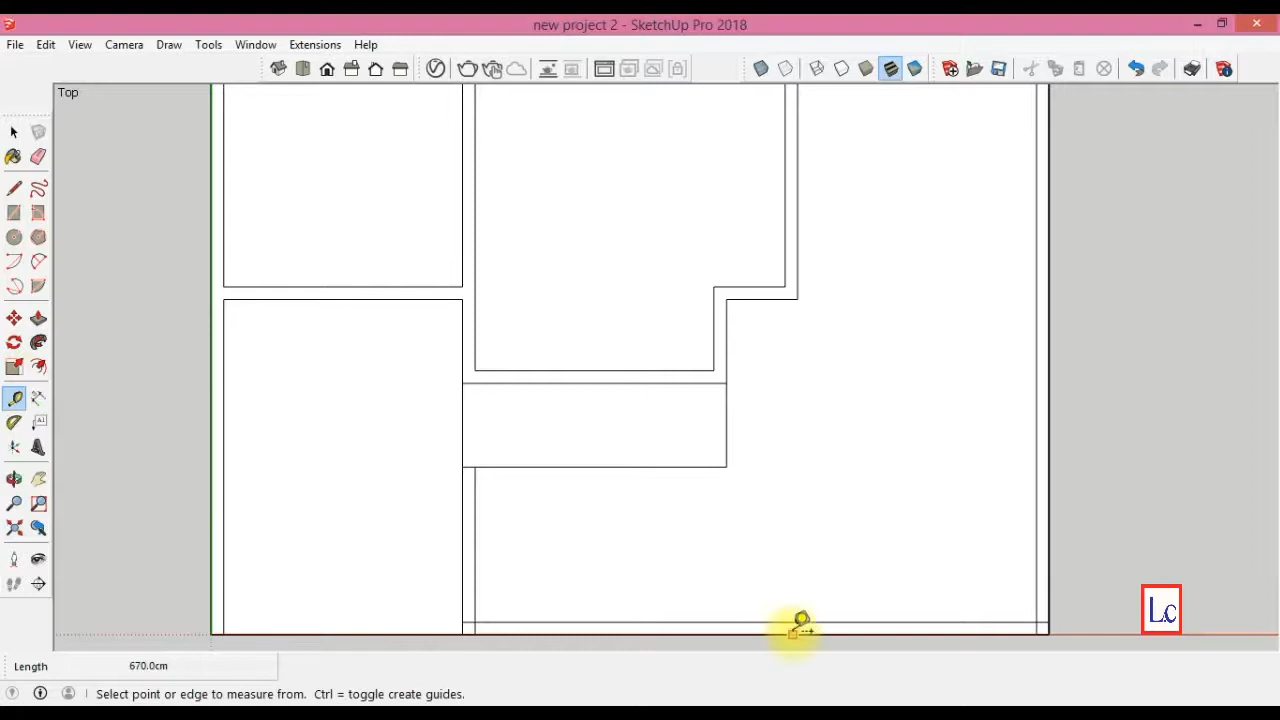 new project 2 - SketchUp Pro 2018
File Edit View Camera Draw Tools Window Extensions Help
Top
A1
Lc
Length 670.0cm
Select point or edge to measure from. Ctrl = toggle create guides.